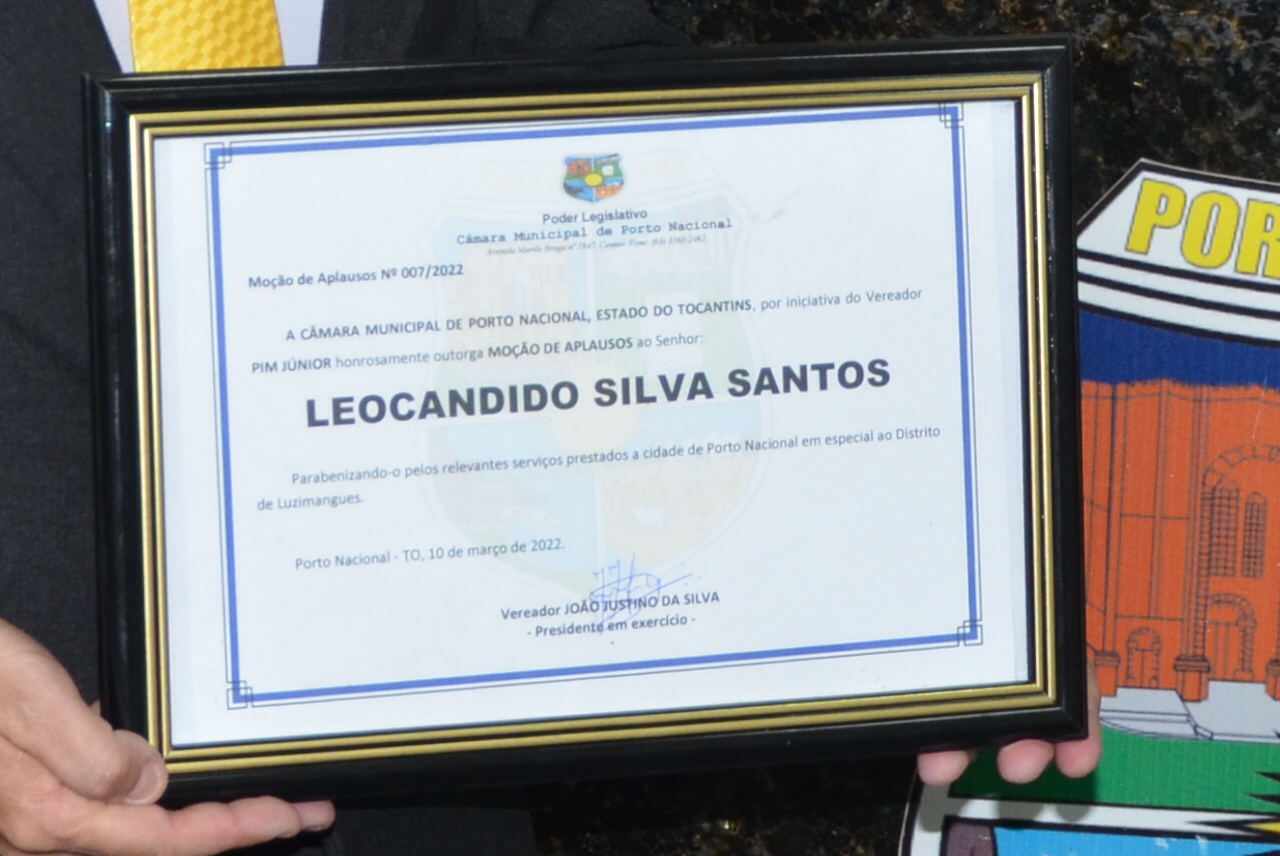 Poder Legislativo
Câmara Municipal de Porto Nacional
Moção de Aplausos Nº 007/2022
A CÂMARA MUNICIPAL DE PORTO NACIONAL, ESTADO DO TOCANTINS, por iniciativa do Vereador
PIM JÚNIOR honrosamente outorga MOÇÃO DE APLAUSOS ao Senhor:
LEOCANDIDO SILVA SANTOS
Parabenizando-o pelos relevantes serviços prestados a cidade de Porto Nacional em especial ao Distrito
de Luzimangues.
Porto Nacional - TO, 10 de março de 2022.
Vereador JOÃO JUSTINO DA SILVA
- Presidente em exercício -
POR